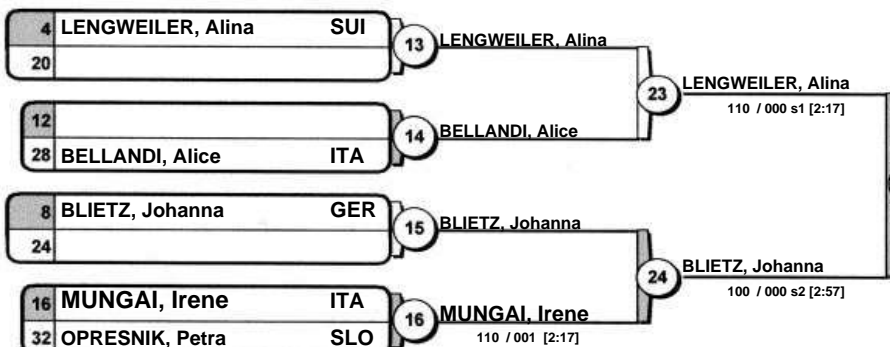 4 LENGWEILER, Alina SUI
20
12
28 BELLANDI, Alice ITA
8 BLIETZ, Johanna GER
24
16 MUNGAI, Irene ITA
32 OPRESNIK, Petra SLO
13 LENGWEILER, Alina
14 BELLANDI, Alice
15 BLIETZ, Johanna
16 MUNGAI, Irene
110 / 001 [2:17]
23 LENGWEILER, Alina
110 / 000 s1 [2:17]
24 BLIETZ, Johanna
100 / 000 s2 [2:57]